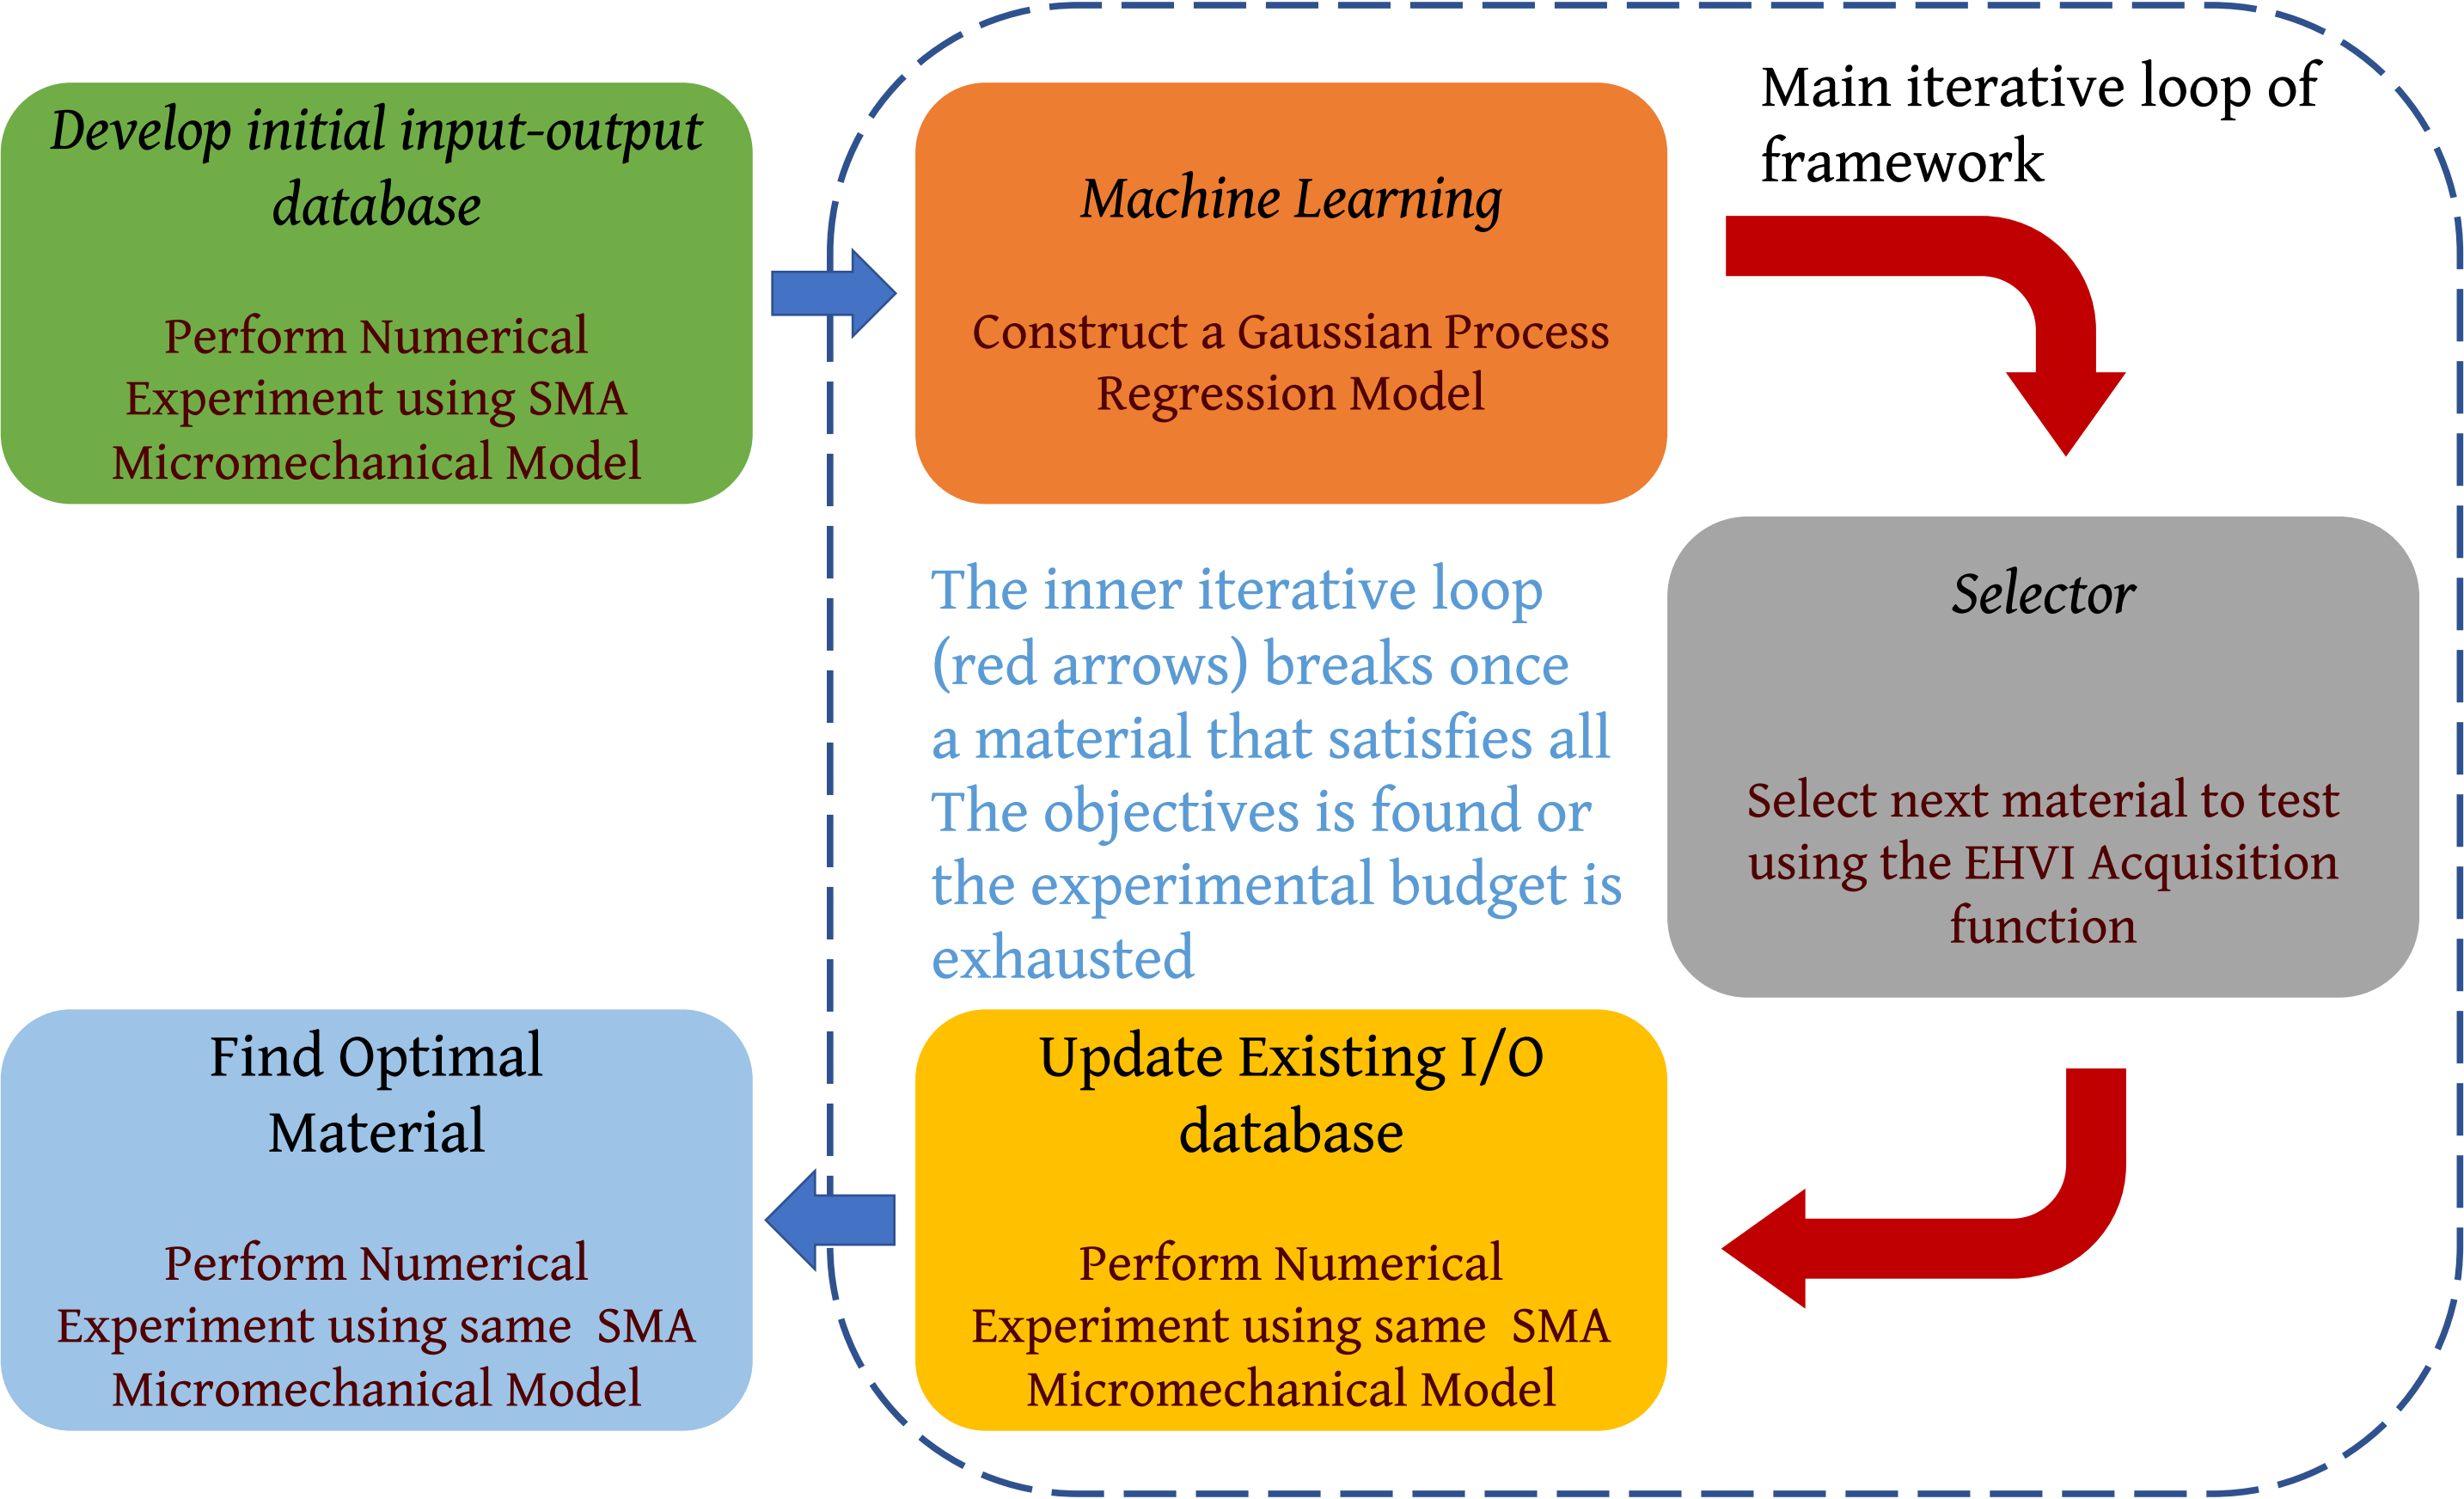 Develop initial input-output
database
Perform Numerical
Experiment using SMA
Micromechanical Model
Machine Learning
Construct a Gaussian Process
Regression Model
Main iterative loop of
framework
The inner iterative loop
(red arrows) breaks once
a material that satisfies all
The objectives is found or
the experimental budget is
exhausted
Selector
Select next material to test
using the EHVI Acquisition
function
Find Optimal
Material
Perform Numerical
Experiment using same SMA
Micromechanical Model
Update Existing I/O
database
Perform Numerical
Experiment using same SMA
Micromechanical Model